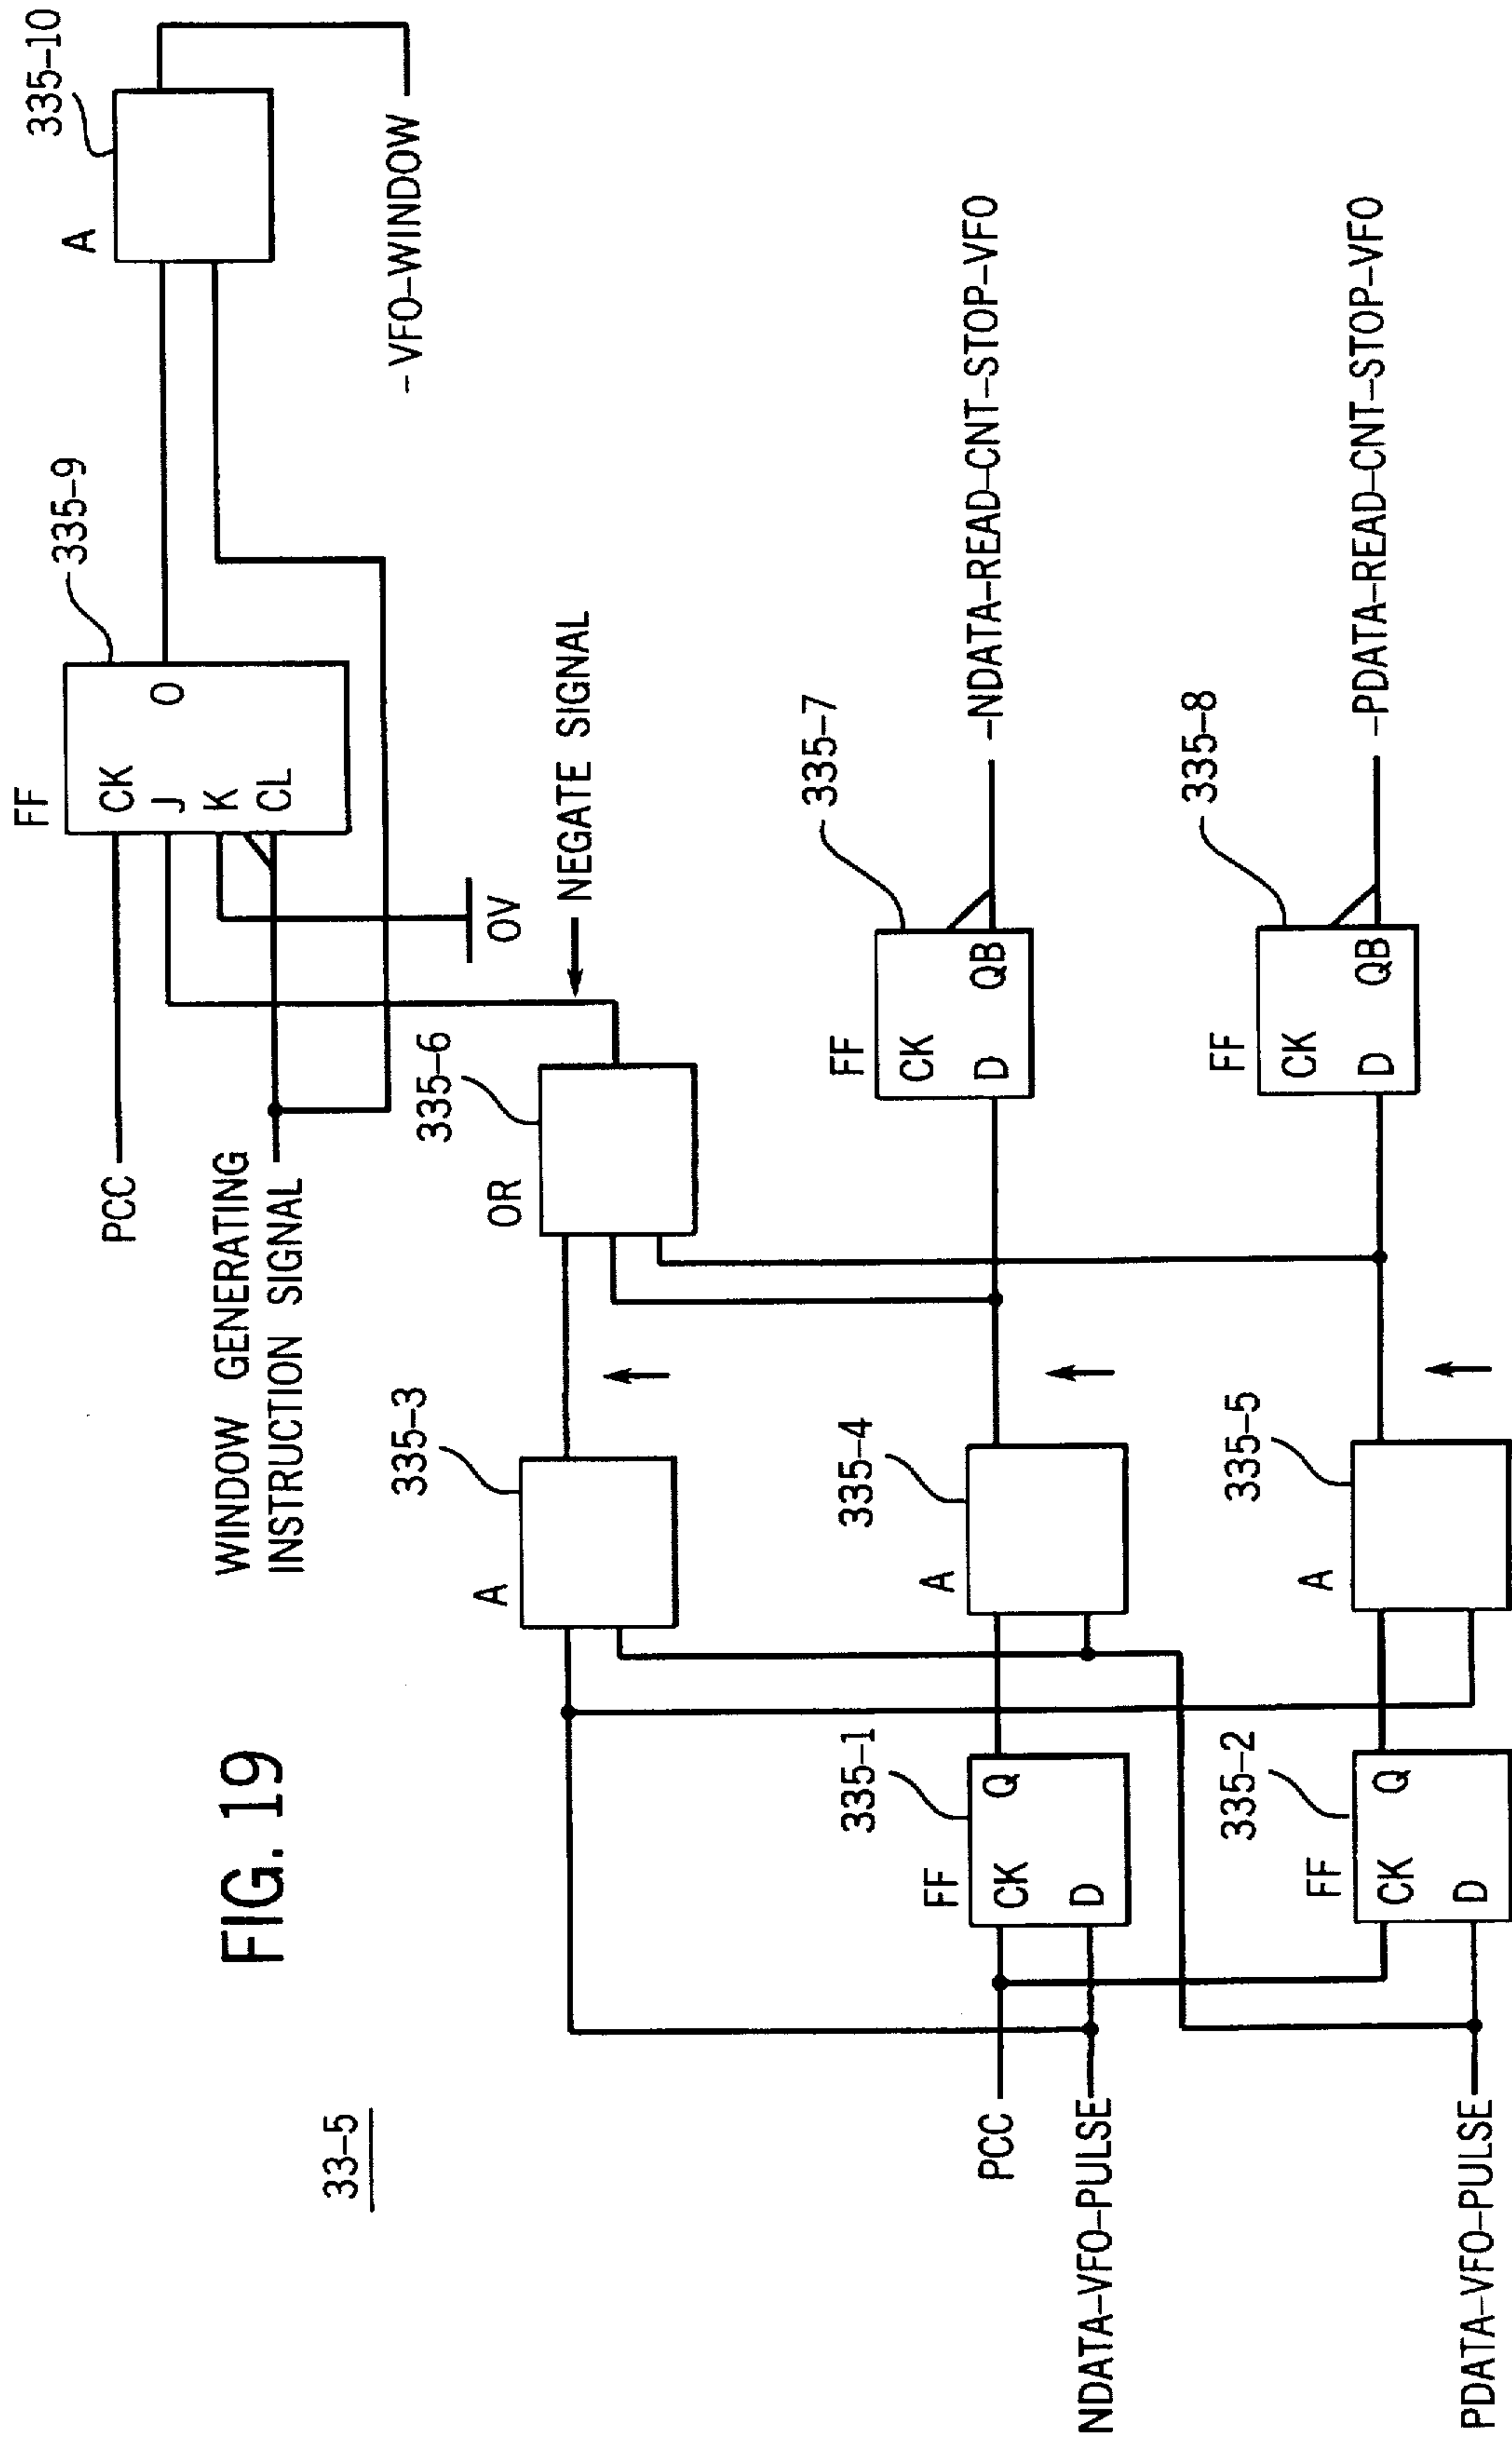 FIG. 19
33-5
PCC
WINDOW GENERATING
INSTRUCTION SIGNAL
FF
CK
J
K
CL
O
335-9
0V
A
335-10
-VFO-WINDOW
A
335-3
OR
335-6
NEGATE SIGNAL
PCC
NDATA-VFO-PULSE
FF
CK
D
Q
335-1
A
335-4
FF
CK
D
QB
335-7
-NDATA-READ-CNT-STOP-VFO
PDATA-VFO-PULSE
FF
CK
D
Q
335-2
A
335-5
FF
CK
D
QB
335-8
-PDATA-READ-CNT-STOP-VFO